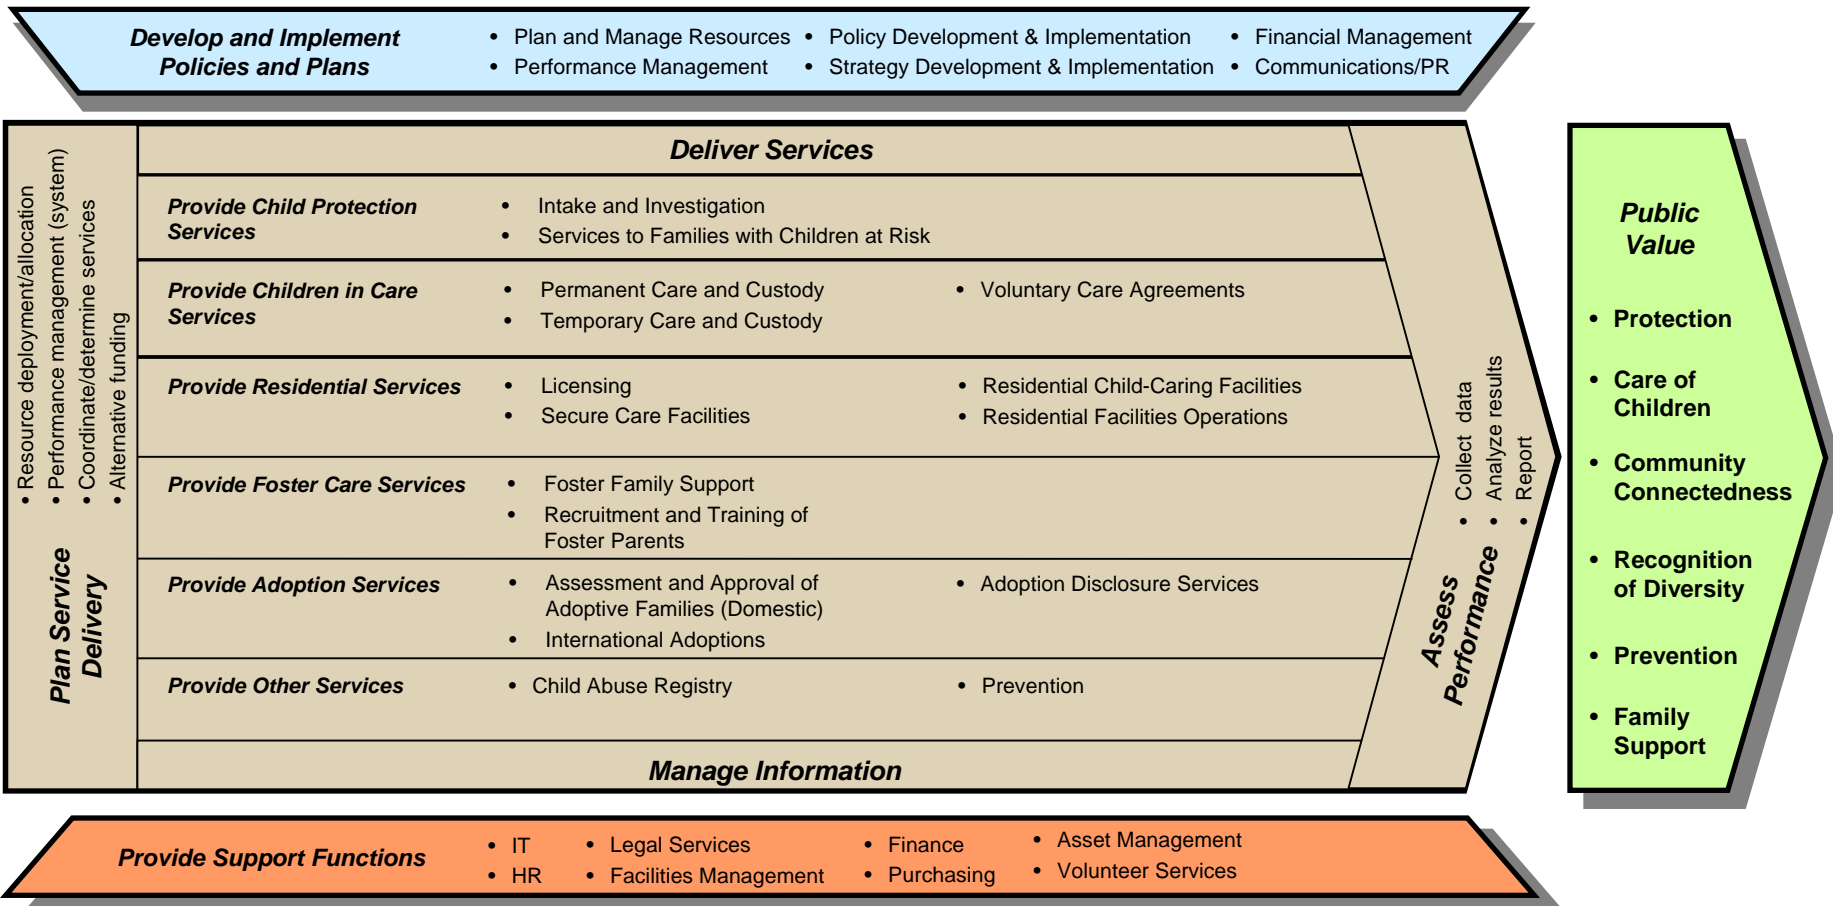 Develop and Implement
Policies and Plans
• Plan and Manage Resources
• Performance Management
• Policy Development & Implementation
• Strategy Development & Implementation
• Financial Management
• Communications/PR
Plan Service
Delivery
• Resource deployment/allocation
• Performance management (system)
• Coordinate/determine services
• Alternative funding
Deliver Services
Provide Child Protection
Services
• Intake and Investigation
• Services to Families with Children at Risk
Provide Children in Care
Services
• Permanent Care and Custody
• Temporary Care and Custody
• Voluntary Care Agreements
Provide Residential Services
• Licensing
• Secure Care Facilities
• Residential Child-Caring Facilities
• Residential Facilities Operations
Provide Foster Care Services
• Foster Family Support
• Recruitment and Training of
Foster Parents
Provide Adoption Services
• Assessment and Approval of
Adoptive Families (Domestic)
• International Adoptions
• Adoption Disclosure Services
Provide Other Services
• Child Abuse Registry
• Prevention
Manage Information
Assess
Performance
• Collect data
• Analyze results
• Report
Public
Value
• Protection
• Care of
Children
• Community
Connectedness
• Recognition
of Diversity
• Prevention
• Family
Support
Provide Support Functions
• IT
• HR
• Legal Services
• Facilities Management
• Finance
• Purchasing
• Asset Management
• Volunteer Services